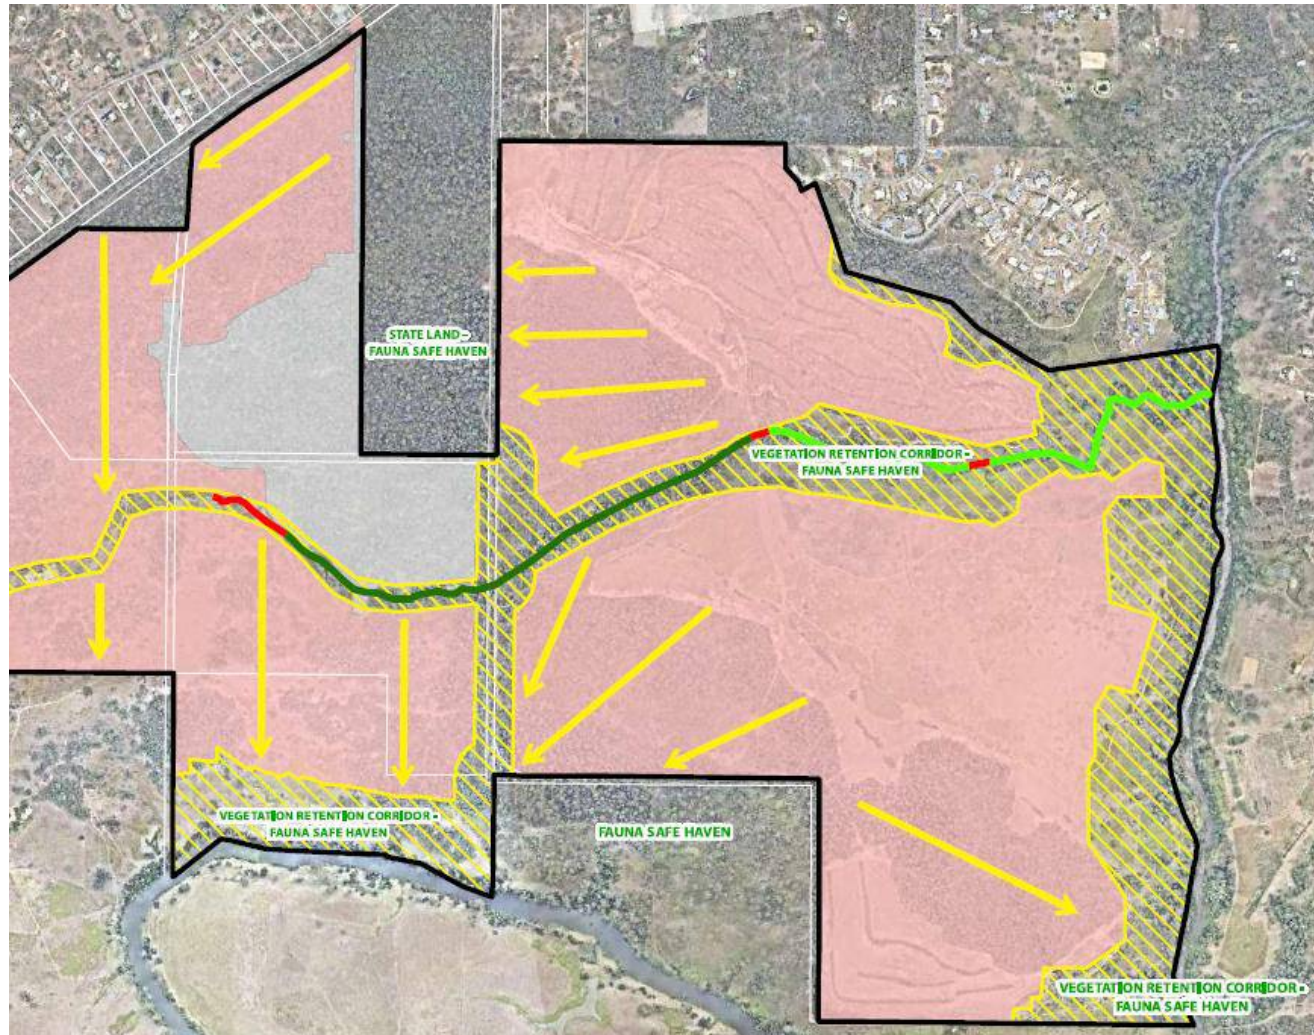 STATE LAND –
FAUNA SAFE HAVEN
VEGETATION RETENTION CORRIDOR –
FAUNA SAFE HAVEN
VEGETATION RETENTION CORRIDOR –
FAUNA SAFE HAVEN
FAUNA SAFE HAVEN
VEGETATION RETENTION CORRIDOR –
FAUNA SAFE HAVEN